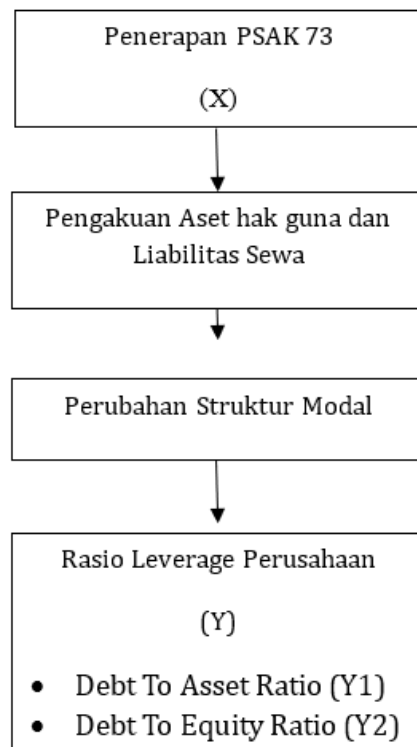 Penerapan PSAK 73
(X)
Pengakuan Aset hak guna dan
Liabilitas Sewa
Perubahan Struktur Modal
Rasio Leverage Perusahaan
(Y)
• Debt To Asset Ratio (Y1)
• Debt To Equity Ratio (Y2)